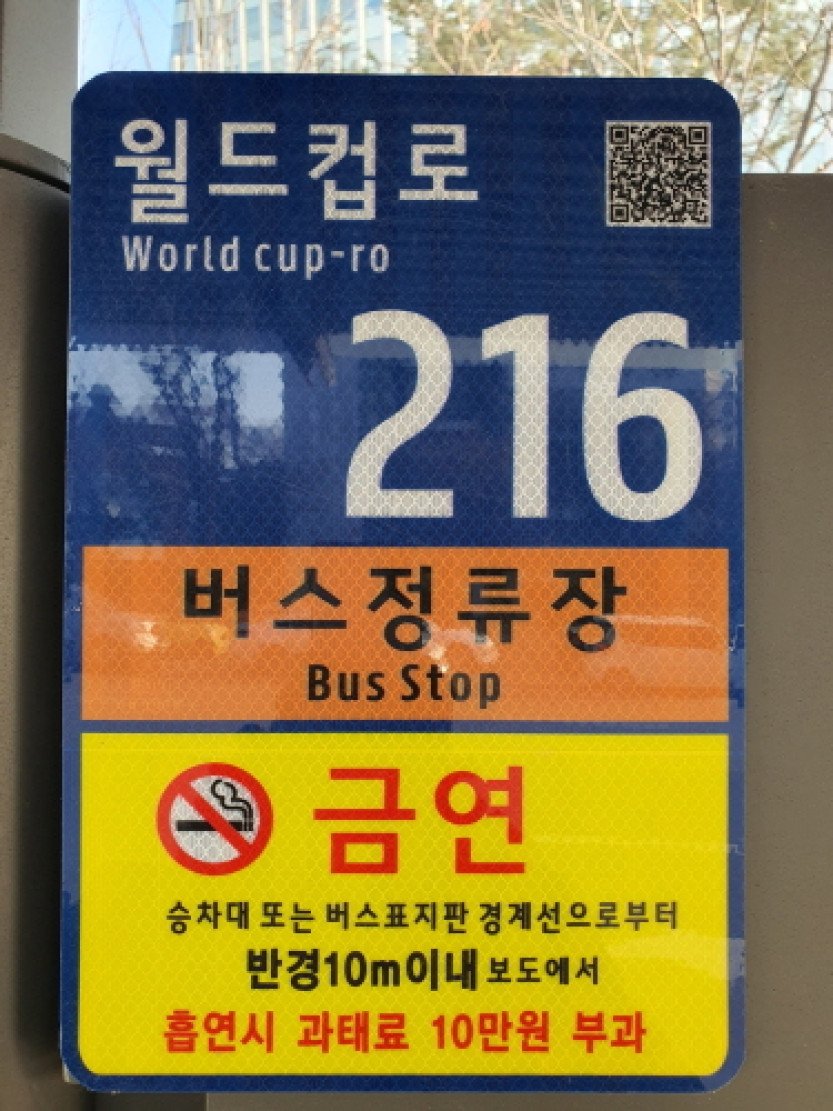 월드컵로
World cup-ro
216
버스정류장
Bus Stop
금연
승차대 또는 버스표지판 경계선으로부터
반경10m이내 보도에서
흡연시 과태료 10만원 부과